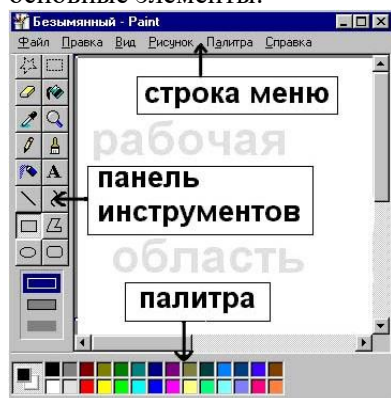 основные элементы:
Безымянный - Paint
Файл Правка Вид Рисунок Палитра Справка
строка меню
рабочая
A
панель
инструментов
область
палитра